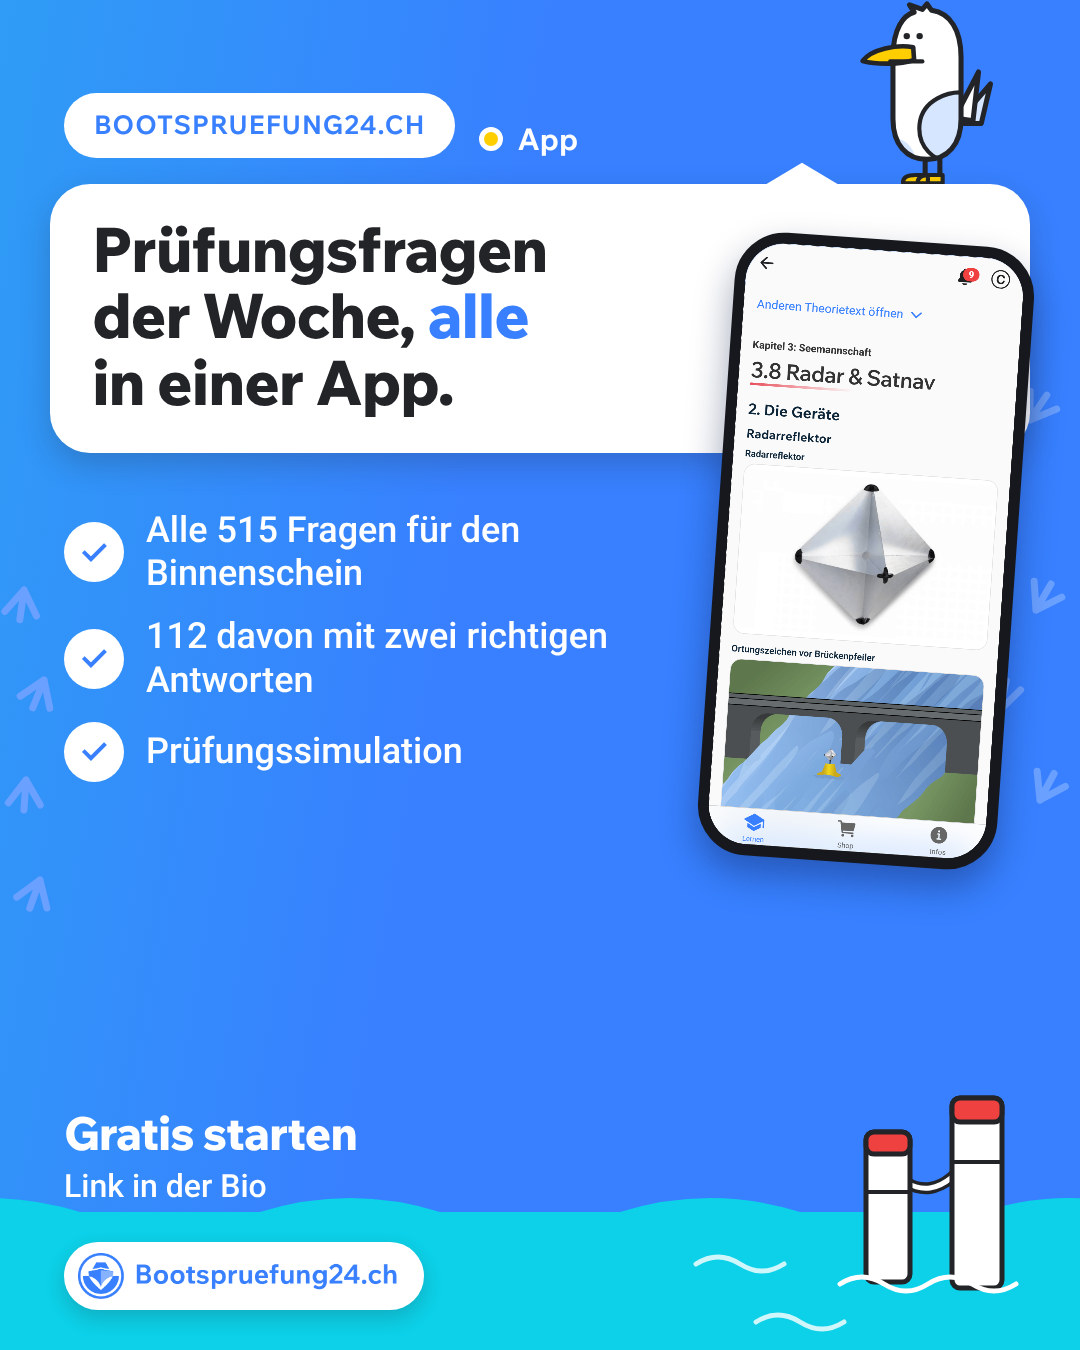 BOOTSPRUEFUNG24.CH
App
Prüfungsfragen
der Woche, alle
in einer App.
Alle 515 Fragen für den
Binnenschein
112 davon mit zwei richtigen
Antworten
Prüfungssimulation
9
C
Anderen Theorietext öffnen
Kapitel 3: Seemannschaft
3.8 Radar & Satnav
2. Die Geräte
Radarreflektor
Radarreflektor
Ortungszeichen vor Brückenpfeiler
Lernen
Shop
Infos
Gratis starten
Link in der Bio
Bootspruefung24.ch